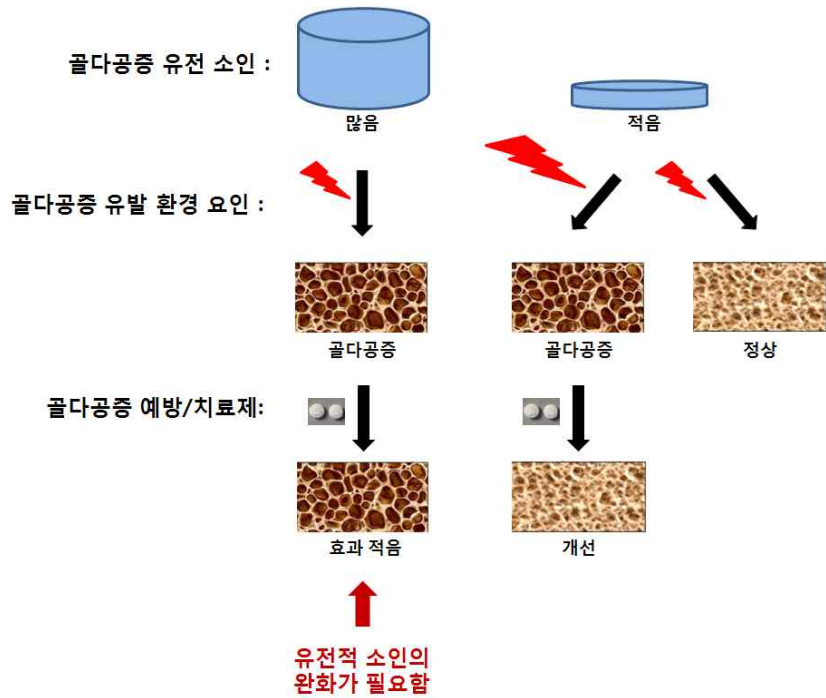 골다공증 유전 소인 :
많음
적음
골다공증 유발 환경 요인 :
골다공증
골다공증
정상
골다공증 예방/치료제:
효과 적음
개선
유전적 소인의
완화가 필요함